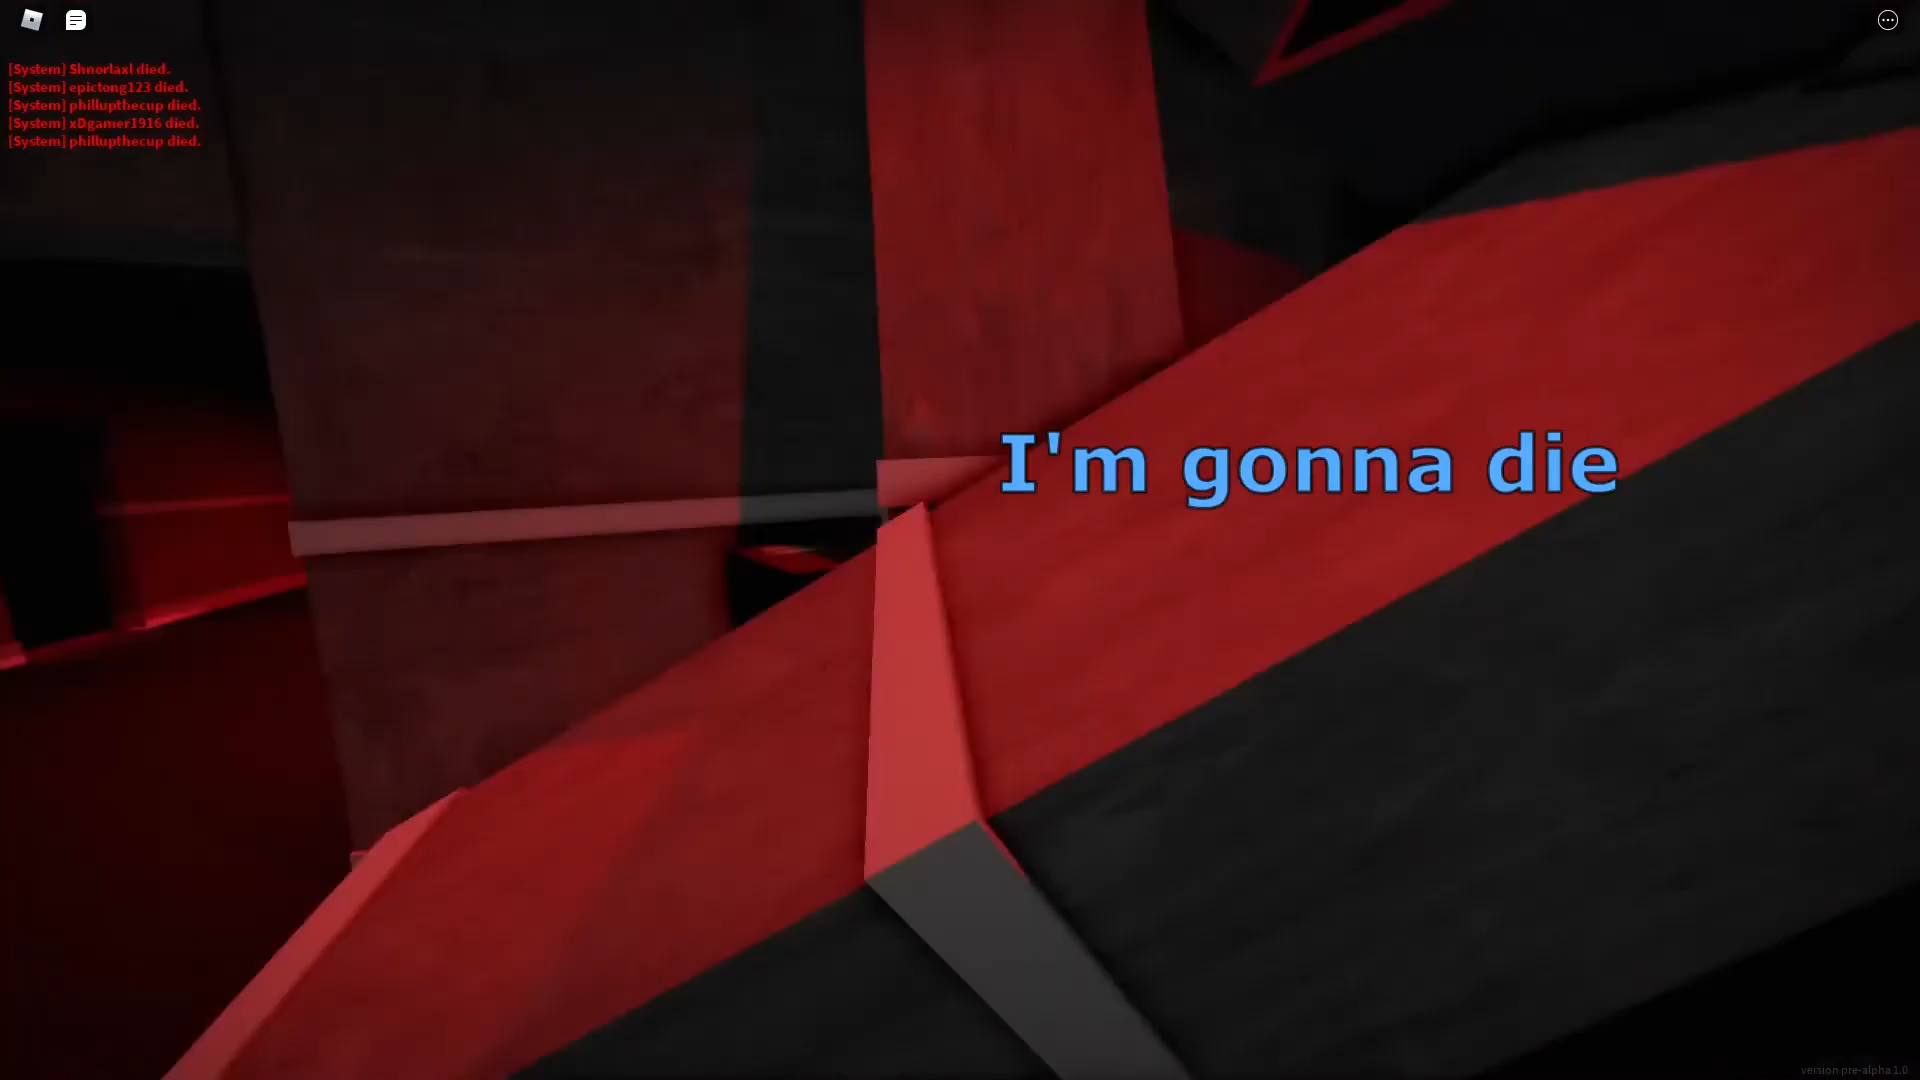 [System] Shnorlaxl died.
[System] epictong123 died.
[System] phillupthecup died.
[System] xDgamer1916 died.
[System] phillupthecup died.
I'm gonna die
version pre-alpha 1.0